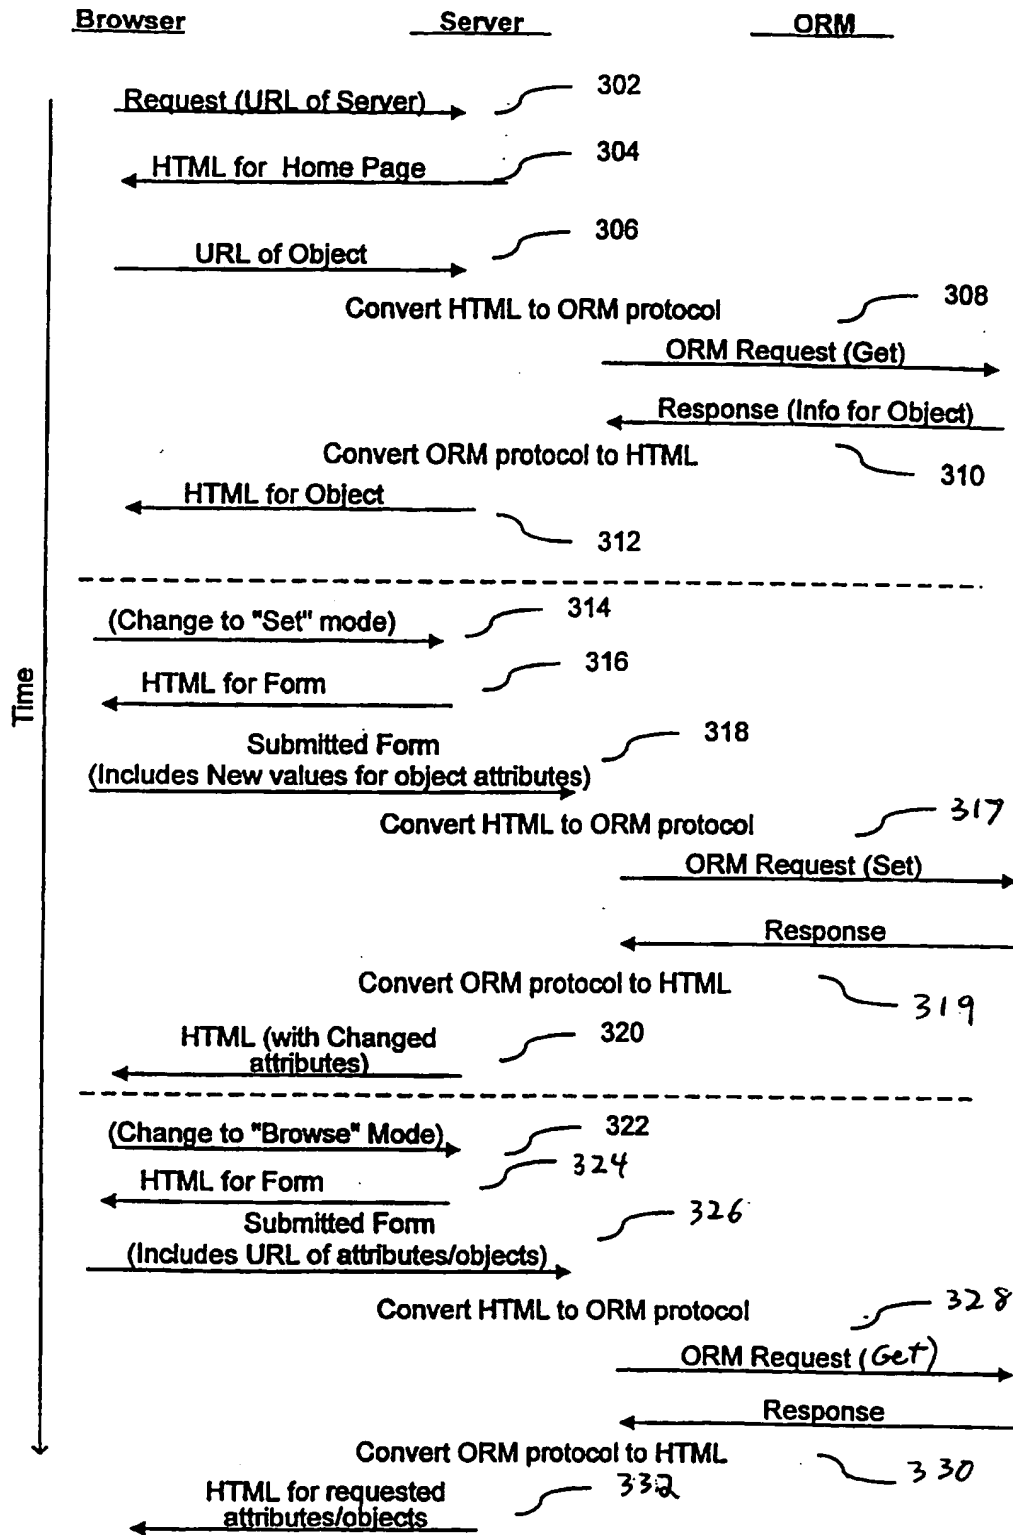 Browser Server ORM
Request (URL of Server) 302
HTML for Home Page 304
URL of Object 306
Convert HTML to ORM protocol 308
ORM Request (Get)
Response (Info for Object)
Convert ORM protocol to HTML 310
HTML for Object
312
(Change to "Set" mode) 314
HTML for Form 316
Submitted Form 318
(Includes New values for object attributes)
Convert HTML to ORM protocol 317
ORM Request (Set)
Response
Convert ORM protocol to HTML 319
HTML (with Changed 320
attributes)
(Change to "Browse" Mode) 322
HTML for Form 324
Submitted Form 326
(Includes URL of attributes/objects)
Convert HTML to ORM protocol 328
ORM Request (Get)
Response
Convert ORM protocol to HTML 330
HTML for requested 332
attributes/objects
Time